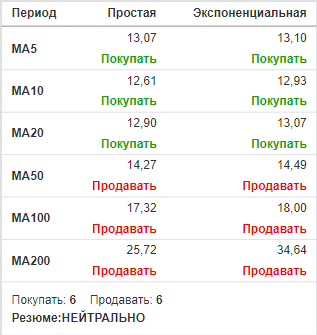 Период Простая Экспоненциальная
MA5 13,07 13,10
Покупать Покупать
MA10 12,61 12,93
Покупать Покупать
MA20 12,90 13,07
Покупать Покупать
MA50 14,27 14,49
Продавать Продавать
MA100 17,32 18,00
Продавать Продавать
MA200 25,72 34,64
Продавать Продавать
Покупать: 6 Продавать: 6
Резюме:НЕЙТРАЛЬНО